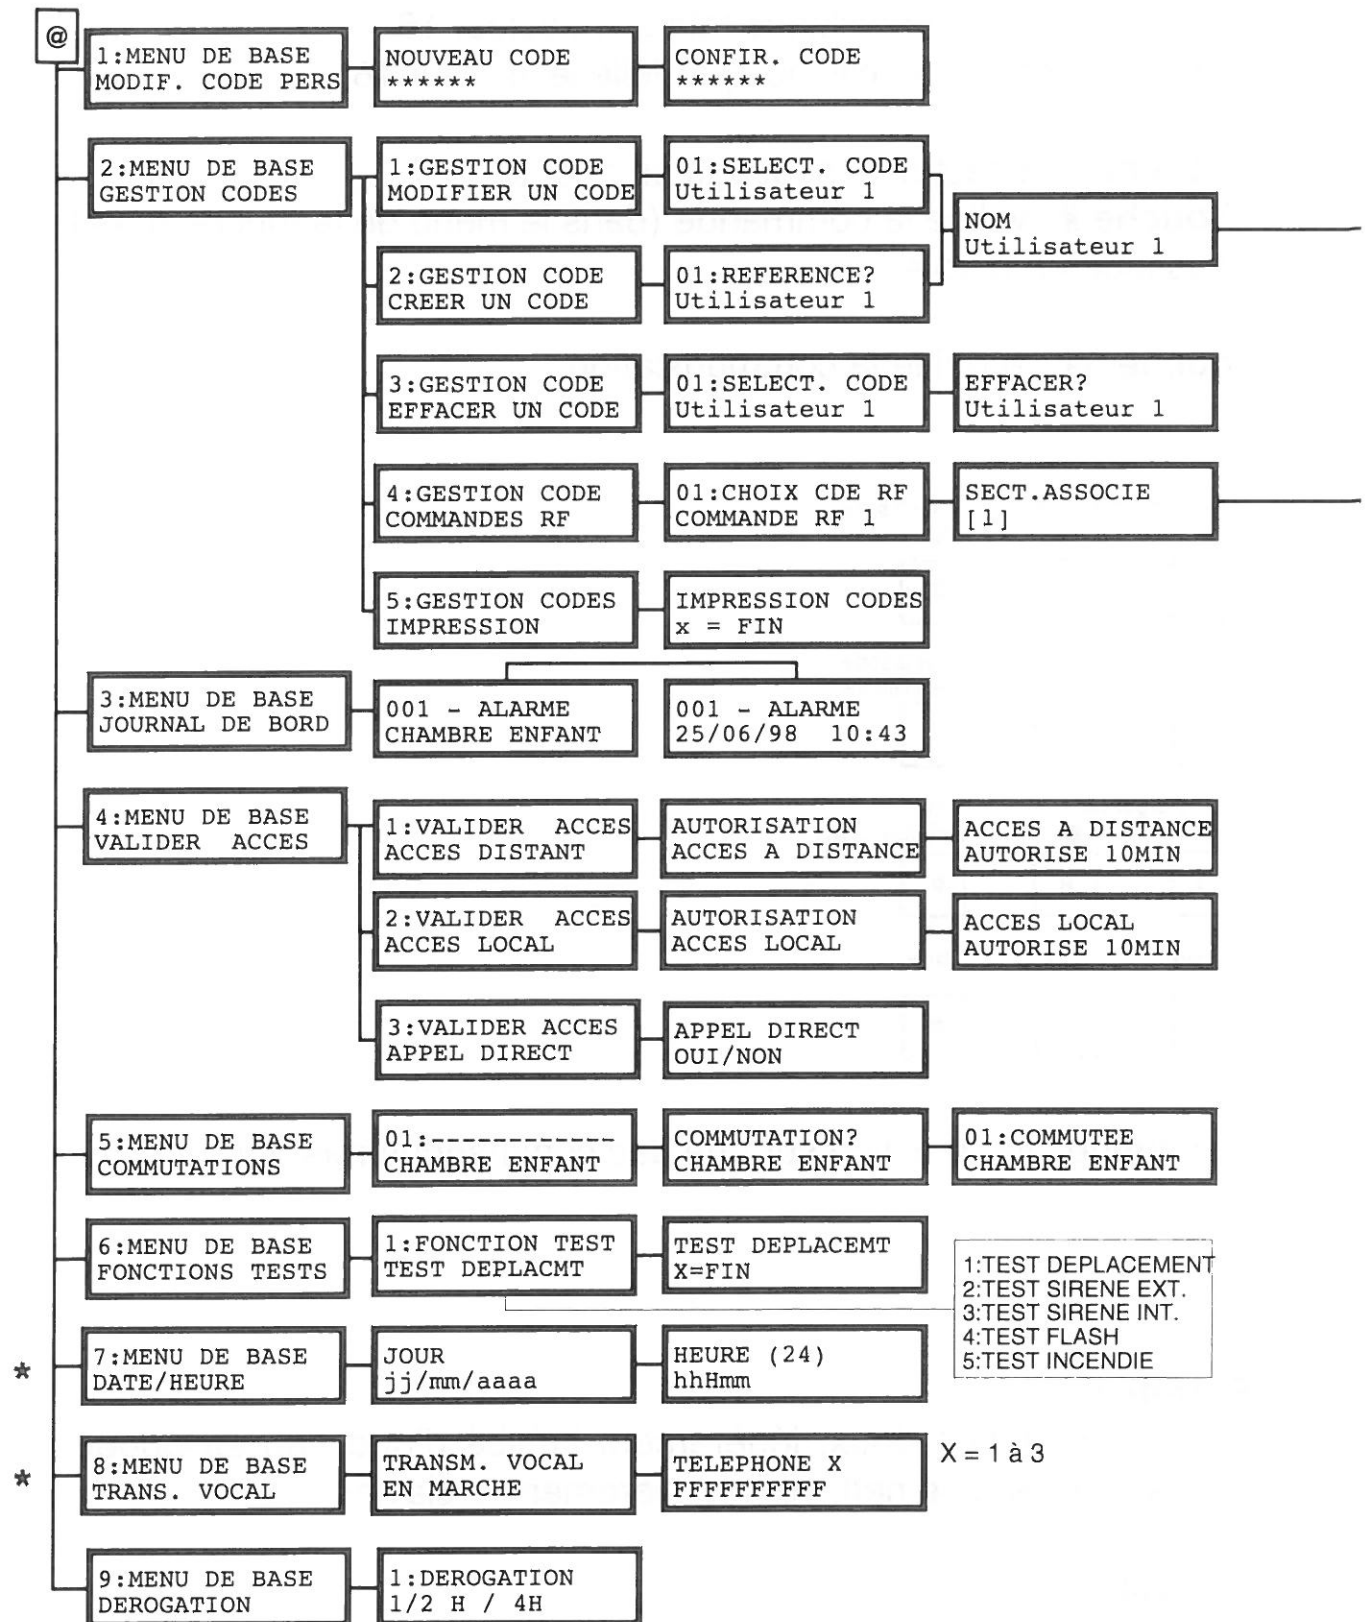 @
1:MENU DE BASE
MODIF. CODE PERS
NOUVEAU CODE
******
CONFIR. CODE
******
2:MENU DE BASE
GESTION CODES
1:GESTION CODE
MODIFIER UN CODE
01:SELECT. CODE
Utilisateur 1
NOM
Utilisateur 1
2:GESTION CODE
CREER UN CODE
01:REFERENCE?
Utilisateur 1
3:GESTION CODE
EFFACER UN CODE
01:SELECT. CODE
Utilisateur 1
EFFACER?
Utilisateur 1
4:GESTION CODE
COMMANDES RF
01:CHOIX CDE RF
COMMANDE RF 1
SECT.ASSOCIE
[1]
5:GESTION CODES
IMPRESSION
IMPRESSION CODES
x = FIN
3:MENU DE BASE
JOURNAL DE BORD
001 - ALARME
CHAMBRE ENFANT
001 - ALARME
25/06/98 10:43
4:MENU DE BASE
VALIDER ACCES
1:VALIDER ACCES
ACCES DISTANT
AUTORISATION
ACCES A DISTANCE
ACCES A DISTANCE
AUTORISE 10MIN
2:VALIDER ACCES
ACCES LOCAL
AUTORISATION
ACCES LOCAL
ACCES LOCAL
AUTORISE 10MIN
3:VALIDER ACCES
APPEL DIRECT
APPEL DIRECT
OUI/NON
5:MENU DE BASE
COMMUTATIONS
01:------------
CHAMBRE ENFANT
COMMUTATION?
CHAMBRE ENFANT
01:COMMUTEE
CHAMBRE ENFANT
6:MENU DE BASE
FONCTIONS TESTS
1:FONCTION TEST
TEST DEPLACMT
TEST DEPLACEMT
X=FIN
1:TEST DEPLACEMENT
2:TEST SIRENE EXT.
3:TEST SIRENE INT.
4:TEST FLASH
5:TEST INCENDIE
*
7:MENU DE BASE
DATE/HEURE
JOUR
jj/mm/aaaa
HEURE (24)
hhHmm
*
8:MENU DE BASE
TRANS. VOCAL
TRANSM. VOCAL
EN MARCHE
TELEPHONE X
FFFFFFFFFF
X = 1 à 3
9:MENU DE BASE
DEROGATION
1:DEROGATION
1/2 H / 4H